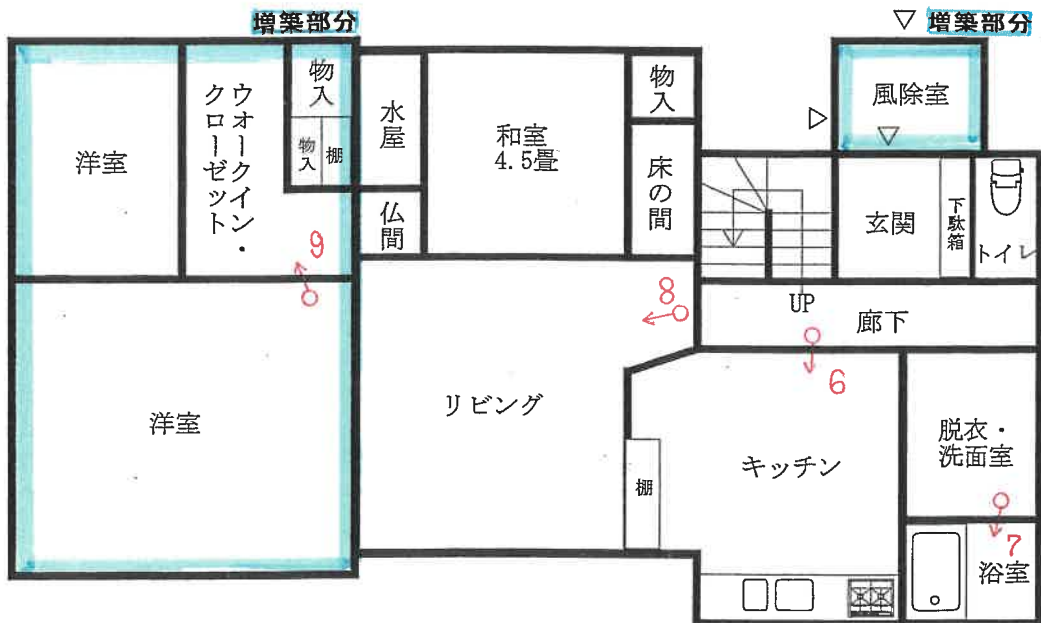 増築部分
▽ 増築部分
洋室
ウオークイン・
クローゼット
物入
物入
棚
水屋
和室
4.5畳
物入
床の間
仏間
風除室
玄関
下駄箱
トイレ
9
8
UP
廊下
6
洋室
リビング
棚
キッチン
脱衣・
洗面室
7
浴室